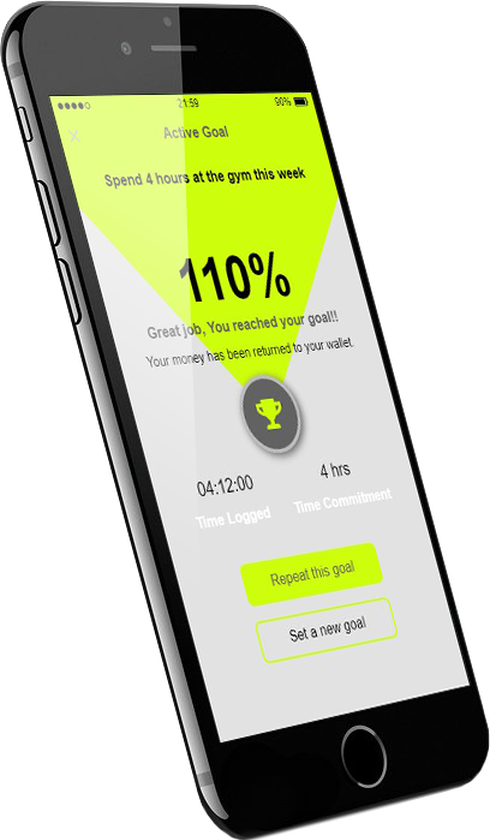 21:59 90%
Active Goal
Spend 4 hours at the gym this week
110%
Great job, You reached your goal!!
Your money has been returned to your wallet.
04:12:00 4 hrs
Time Logged Time Commitment
Repeat this goal
Set a new goal